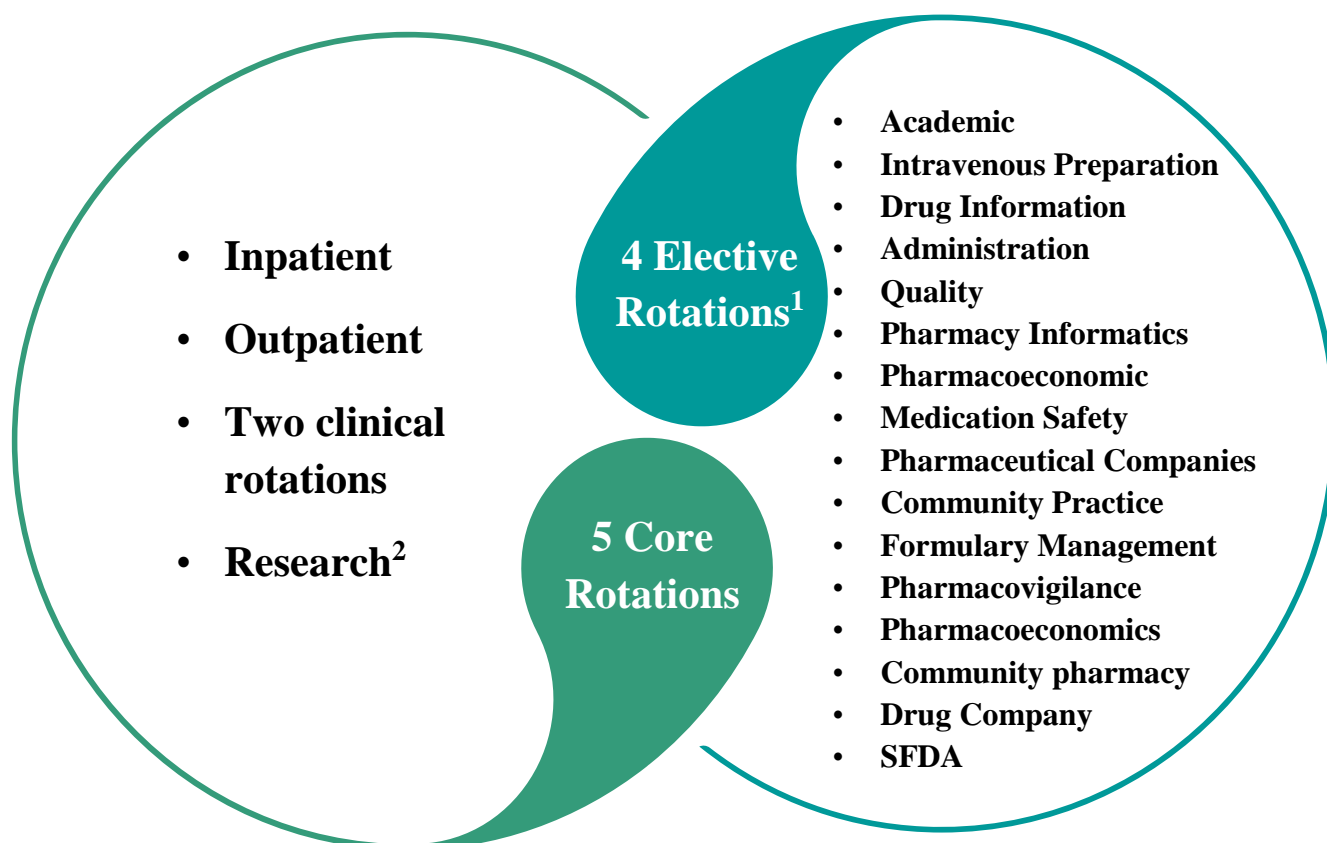 • Inpatient
• Outpatient
• Two clinical
rotations
• Research²
5 Core
Rotations
4 Elective
Rotations¹
• Academic
• Intravenous Preparation
• Drug Information
• Administration
• Quality
• Pharmacy Informatics
• Pharmacoeconomic
• Medication Safety
• Pharmaceutical Companies
• Community Practice
• Formulary Management
• Pharmacovigilance
• Pharmacoeconomics
• Community pharmacy
• Drug Company
• SFDA